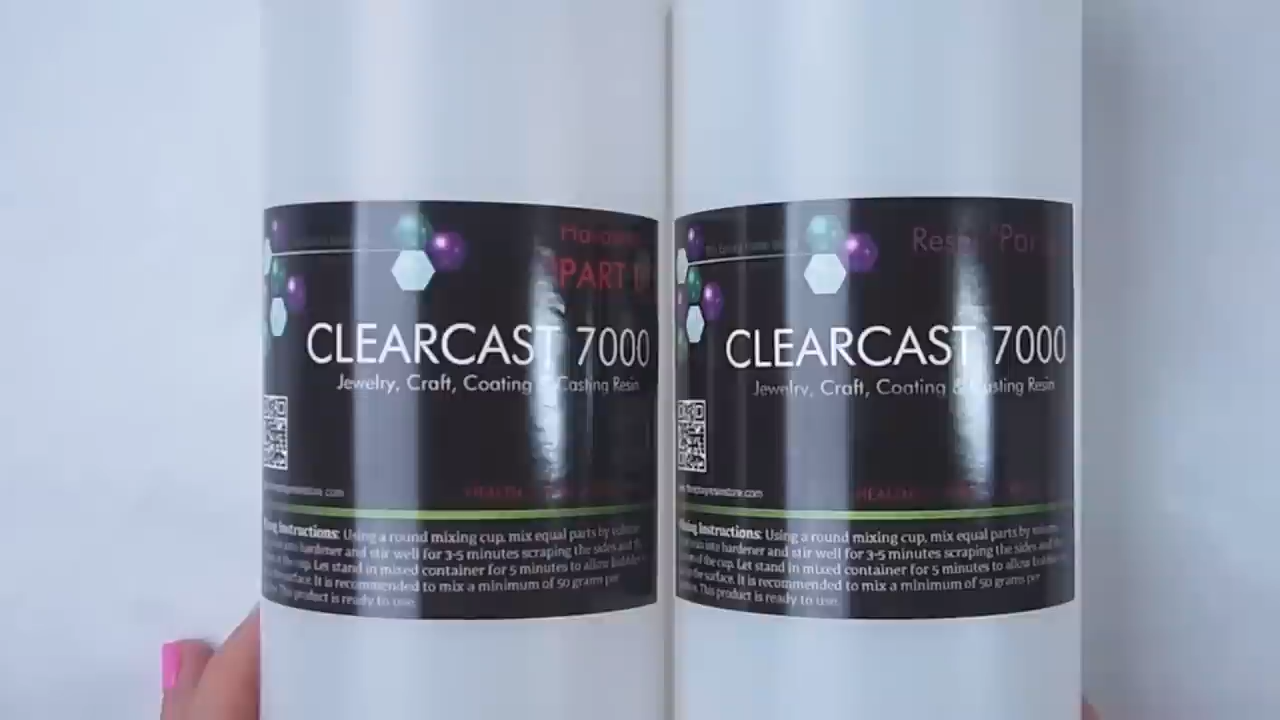 PART
CLEARCAST 7000
Jewelry, Craft, Coating Casting Resin
HEALTH
Instructions: Using a round mixing cup, mix equal parts by volume
into hardener and stir well for 3-5 minutes scraping the sides and
of the cup. Let stand in mixed container for 5 minutes to allow
surface. It is recommended to mix a minimum of 50 grams per
This product is ready to use.
Resin "Part
CLEARCAST 7000
Jewelry, Craft, Coating & Casting Resin
HEALTH
Mixing Instructions: Using a round mixing cup, mix equal parts by volume
into hardener and stir well for 3-5 minutes scraping the sides and
of the cup. Let stand in mixed container for 5 minutes to allow
the surface. It is recommended to mix a minimum of 50 grams per
This product is ready to use.